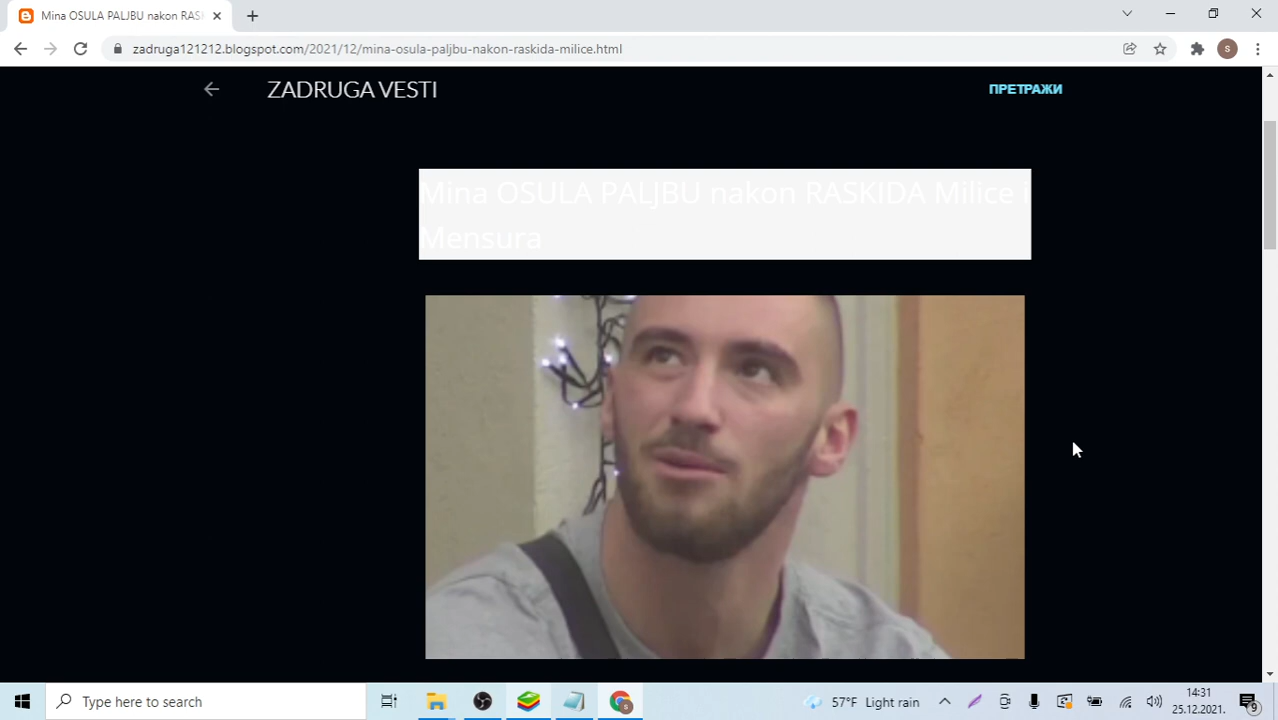 Mina OSULA PALJBU nakon RAS
zadruga121212.blogspot.com/2021/12/mina-osula-paljbu-nakon-raskida-milice.html
S
ZADRUGA VESTI
ПРЕТРАЖИ
Mina OSULA PALJBU nakon RASKIDA Milice i
Mensura
Type here to search
57°F Light rain
14:31
25.12.2021.
9